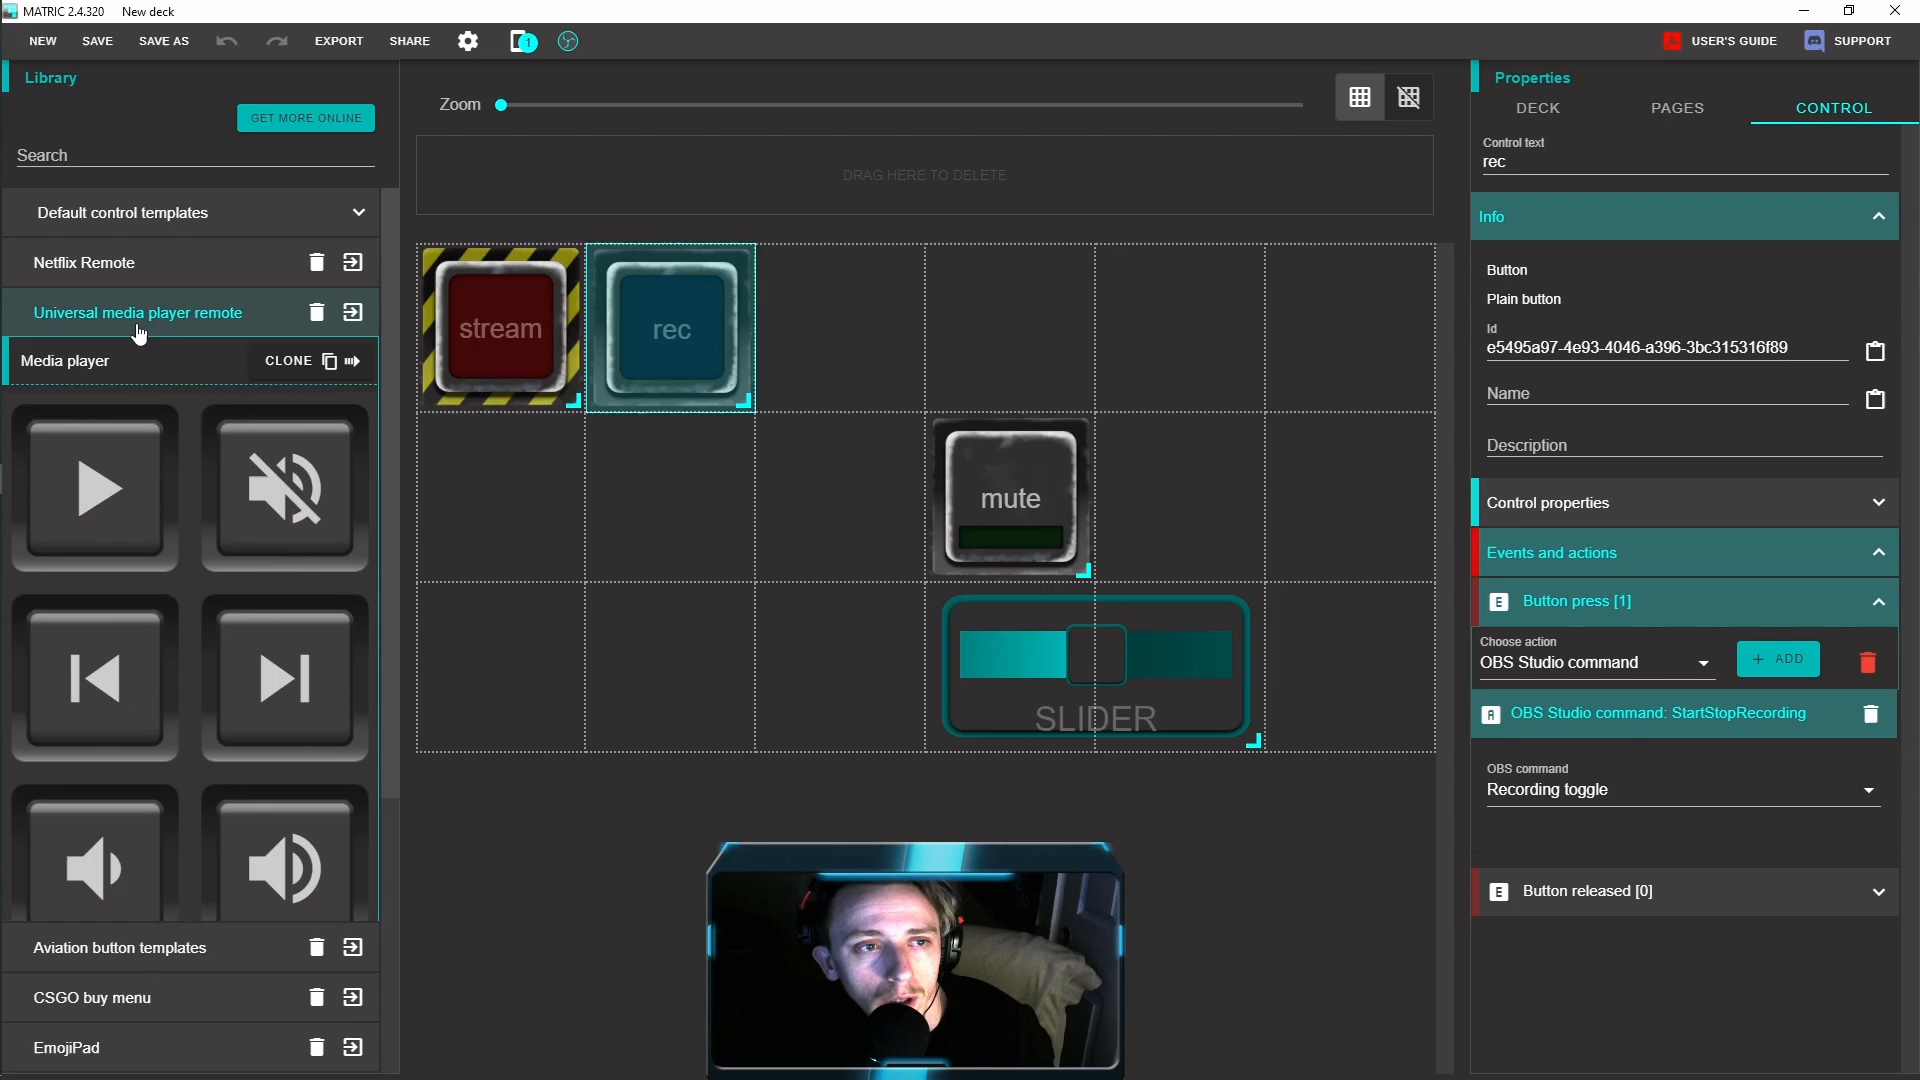 MATRIC 2.4.320 New deck
NEW SAVE SAVE AS EXPORT SHARE 1 USER'S GUIDE SUPPORT
Library
GET MORE ONLINE
Search
Default control templates
Netflix Remote
Universal media player remote
Media player CLONE
Aviation button templates
CSGO buy menu
EmojiPad
Zoom
DRAG HERE TO DELETE
stream
rec
mute
SLIDER
Properties
DECK PAGES CONTROL
Control text
rec
Info
Button
Plain button
Id
e5495a97-4e93-4046-a396-3bc315316f89
Name
Description
Control properties
Events and actions
E Button press [1]
Choose action
OBS Studio command
+ ADD
A OBS Studio command: StartStopRecording
OBS command
Recording toggle
E Button released [0]